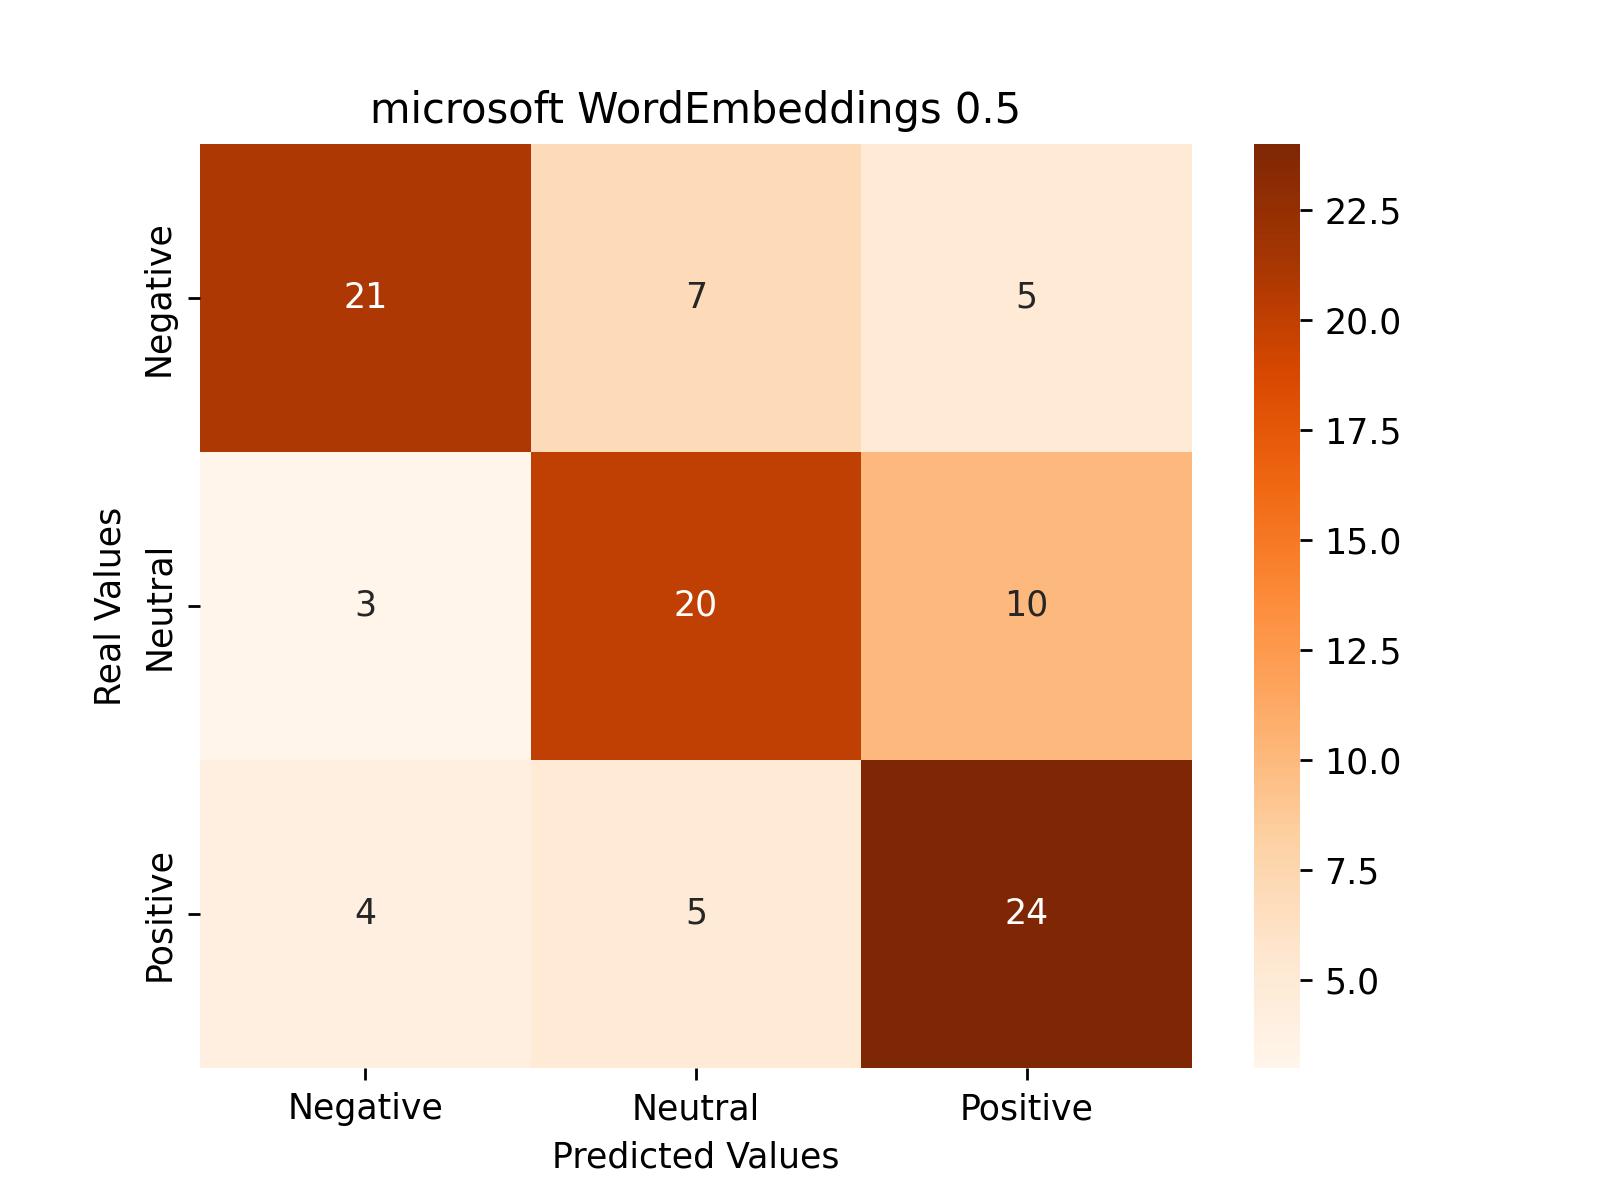 microsoft WordEmbeddings 0.5
Real Values
Negative
21 7 5
Neutral
3 20 10
Positive
4 5 24
Negative Neutral Positive
Predicted Values
22.5
20.0
17.5
15.0
12.5
10.0
7.5
5.0